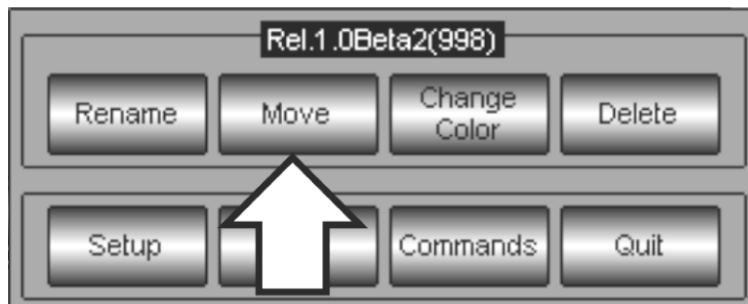 Rel.1.0Beta2(998)
Rename Move Change Color Delete
Setup Commands Quit